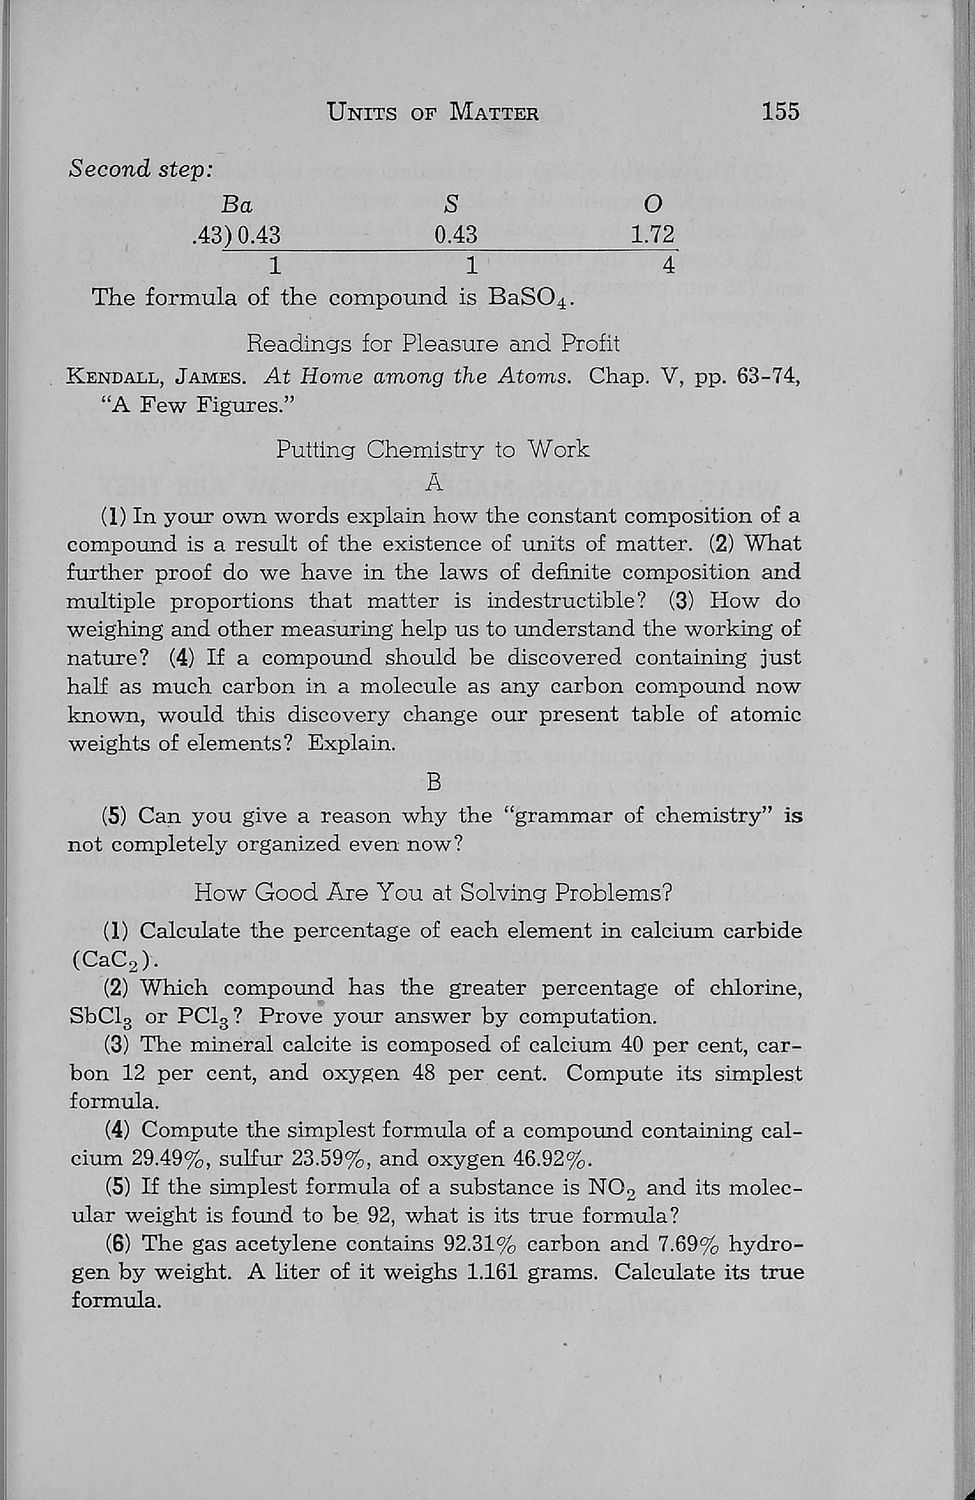 UNITS OF MATTER 155
Second step:
Ba S O
.43) 0.43 0.43 1.72
1 1 4
The formula of the compound is BaSO₄.
Readings for Pleasure and Profit
KENDALL, JAMES. At Home among the Atoms. Chap. V, pp. 63–74,
“A Few Figures.”
Putting Chemistry to Work
A
(1) In your own words explain how the constant composition of a
compound is a result of the existence of units of matter. (2) What
further proof do we have in the laws of definite composition and
multiple proportions that matter is indestructible? (3) How do
weighing and other measuring help us to understand the working of
nature? (4) If a compound should be discovered containing just
half as much carbon in a molecule as any carbon compound now
known, would this discovery change our present table of atomic
weights of elements? Explain.
B
(5) Can you give a reason why the “grammar of chemistry” is
not completely organized even now?
How Good Are You at Solving Problems?
(1) Calculate the percentage of each element in calcium carbide
(CaC₂).
(2) Which compound has the greater percentage of chlorine,
SbCl₃ or PCl₃? Prove your answer by computation.
(3) The mineral calcite is composed of calcium 40 per cent, car-
bon 12 per cent, and oxygen 48 per cent. Compute its simplest
formula.
(4) Compute the simplest formula of a compound containing cal-
cium 29.49%, sulfur 23.59%, and oxygen 46.92%.
(5) If the simplest formula of a substance is NO₂ and its molec-
ular weight is found to be 92, what is its true formula?
(6) The gas acetylene contains 92.31% carbon and 7.69% hydro-
gen by weight. A liter of it weighs 1.161 grams. Calculate its true
formula.